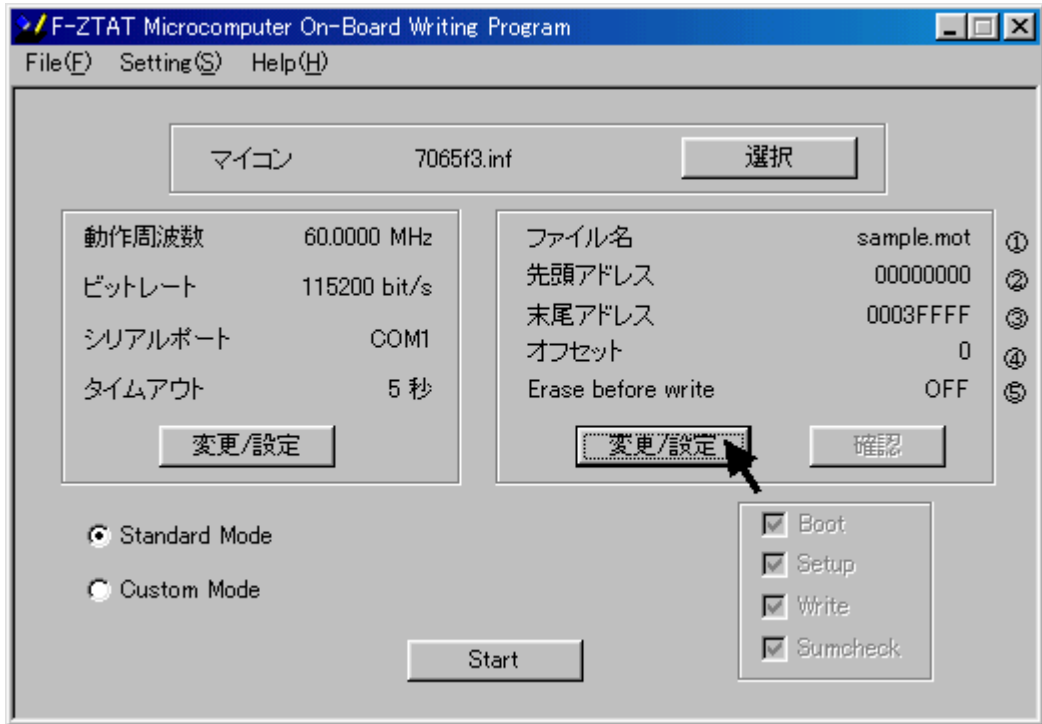 F-ZTAT Microcomputer On-Board Writing Program
File(F) Setting(S) Help(H)
マイコン 7065f3.inf 選択
動作周波数 60.0000 MHz
ビットレート 115200 bit/s
シリアルポート COM1
タイムアウト 5 秒
変更/設定
ファイル名 sample.mot ①
先頭アドレス 00000000 ②
末尾アドレス 0003FFFF ③
オフセット 0 ④
Erase before write OFF ⑤
変更/設定 確認
Standard Mode
Custom Mode
Boot
Setup
Write
Sumcheck
Start